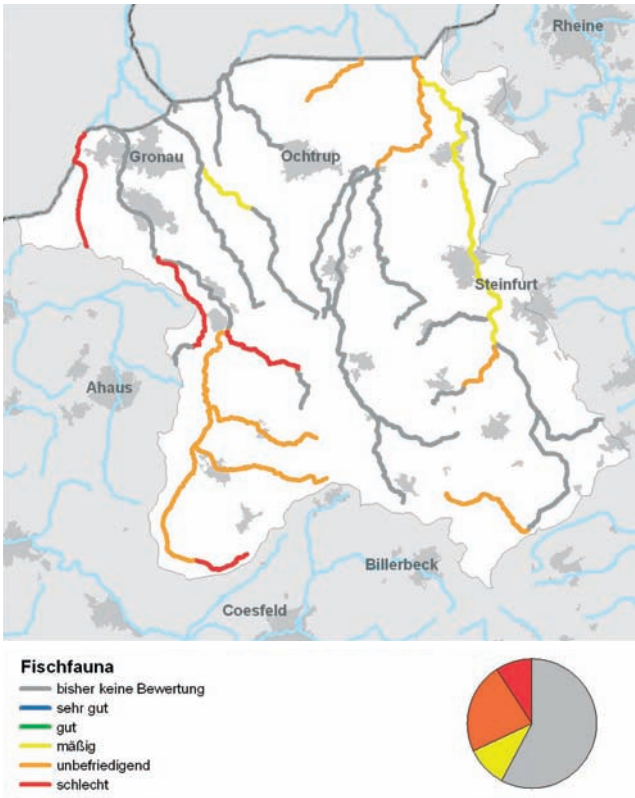 Rheine
Gronau
Ochtrup
Steinfurt
Ahaus
Billerbeck
Coesfeld
Fischfauna
bisher keine Bewertung
sehr gut
gut
mäßig
unbefriedigend
schlecht